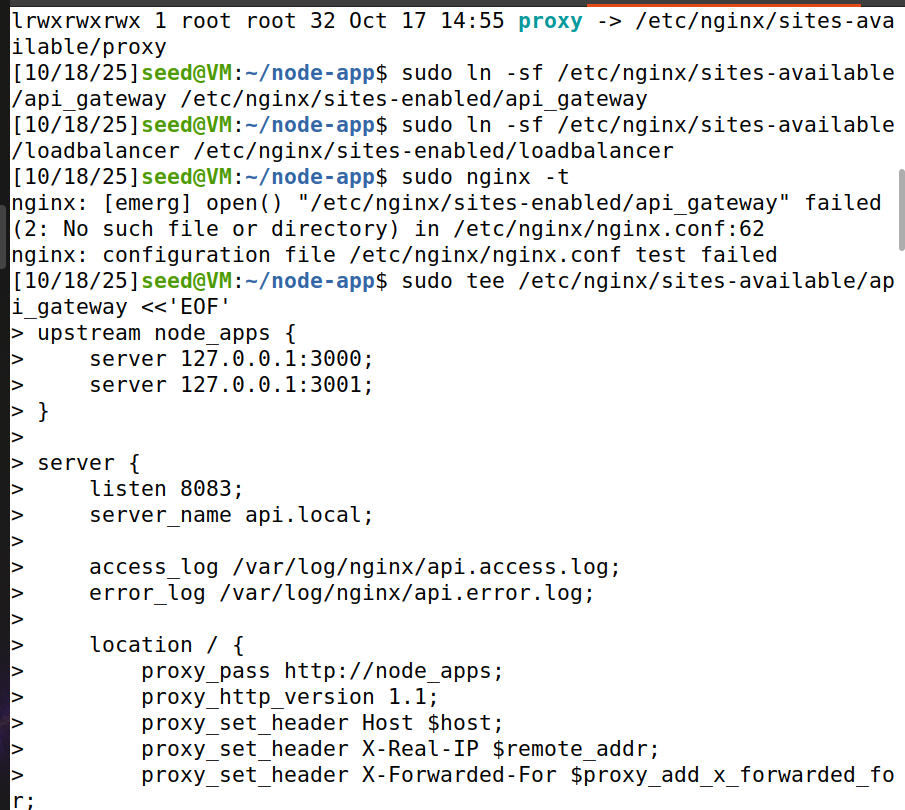 lrwxrwxrwx 1 root root 32 Oct 17 14:55 proxy -> /etc/nginx/sites-ava
ilable/proxy
[10/18/25]seed@VM:~/node-app$ sudo ln -sf /etc/nginx/sites-available
/api_gateway /etc/nginx/sites-enabled/api_gateway
[10/18/25]seed@VM:~/node-app$ sudo ln -sf /etc/nginx/sites-available
/loadbalancer /etc/nginx/sites-enabled/loadbalancer
[10/18/25]seed@VM:~/node-app$ sudo nginx -t
nginx: [emerg] open() "/etc/nginx/sites-enabled/api_gateway" failed
(2: No such file or directory) in /etc/nginx/nginx.conf:62
nginx: configuration file /etc/nginx/nginx.conf test failed
[10/18/25]seed@VM:~/node-app$ sudo tee /etc/nginx/sites-available/ap
i_gateway <<'EOF'
> upstream node_apps {
>     server 127.0.0.1:3000;
>     server 127.0.0.1:3001;
> }
>
> server {
>     listen 8083;
>     server_name api.local;
>
>     access_log /var/log/nginx/api.access.log;
>     error_log /var/log/nginx/api.error.log;
>
>     location / {
>         proxy_pass http://node_apps;
>         proxy_http_version 1.1;
>         proxy_set_header Host $host;
>         proxy_set_header X-Real-IP $remote_addr;
>         proxy_set_header X-Forwarded-For $proxy_add_x_forwarded_fo
r;